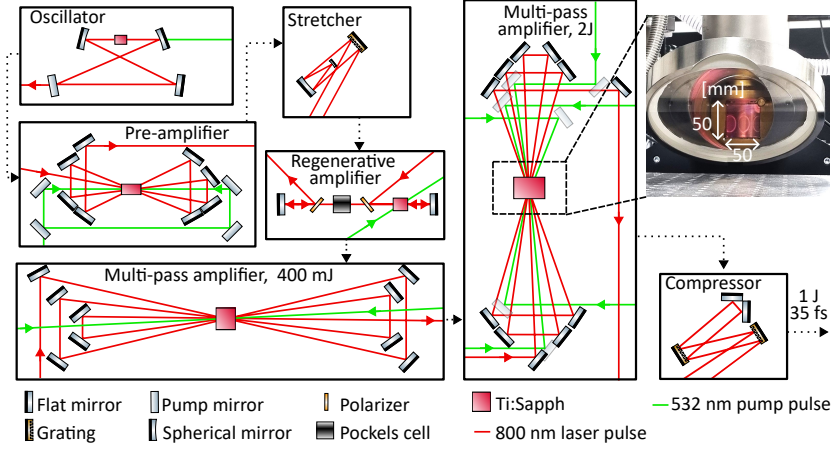 Oscillator
Stretcher
Multi-pass
amplifier, 2J
[mm]
50
50
Pre-amplifier
Regenerative
amplifier
Multi-pass amplifier, 400 mJ
Compressor
1 J
35 fs
Flat mirror
Pump mirror
Polarizer
Ti:Sapph
532 nm pump pulse
Grating
Spherical mirror
Pockels cell
800 nm laser pulse